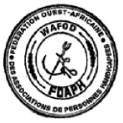 FEDERATION OUEST-AFRICAINE
DES ASSOCIATIONS DE PERSONNES HANDICAPEES
WAFOD
FOAPH